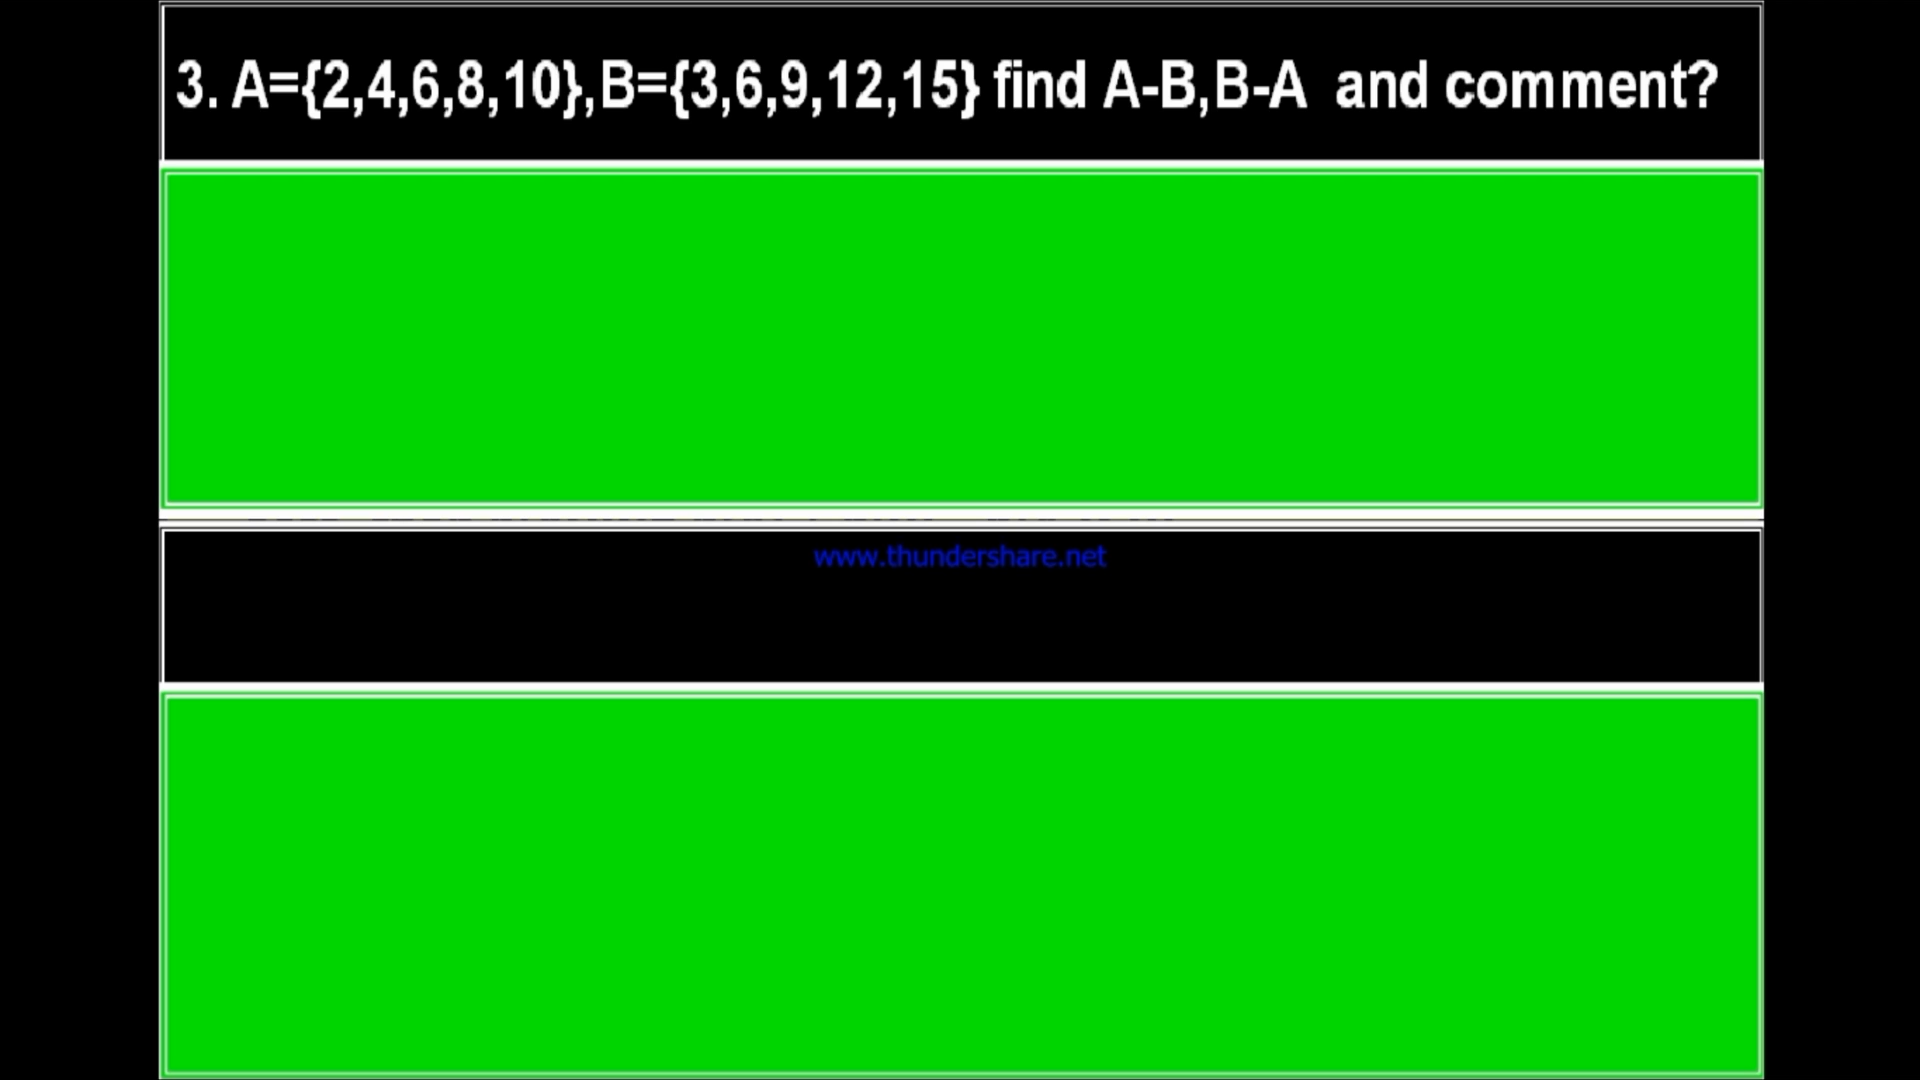 3. A={2,4,6,8,10},B={3,6,9,12,15} find A-B,B-A and comment?
www.thundershare.net